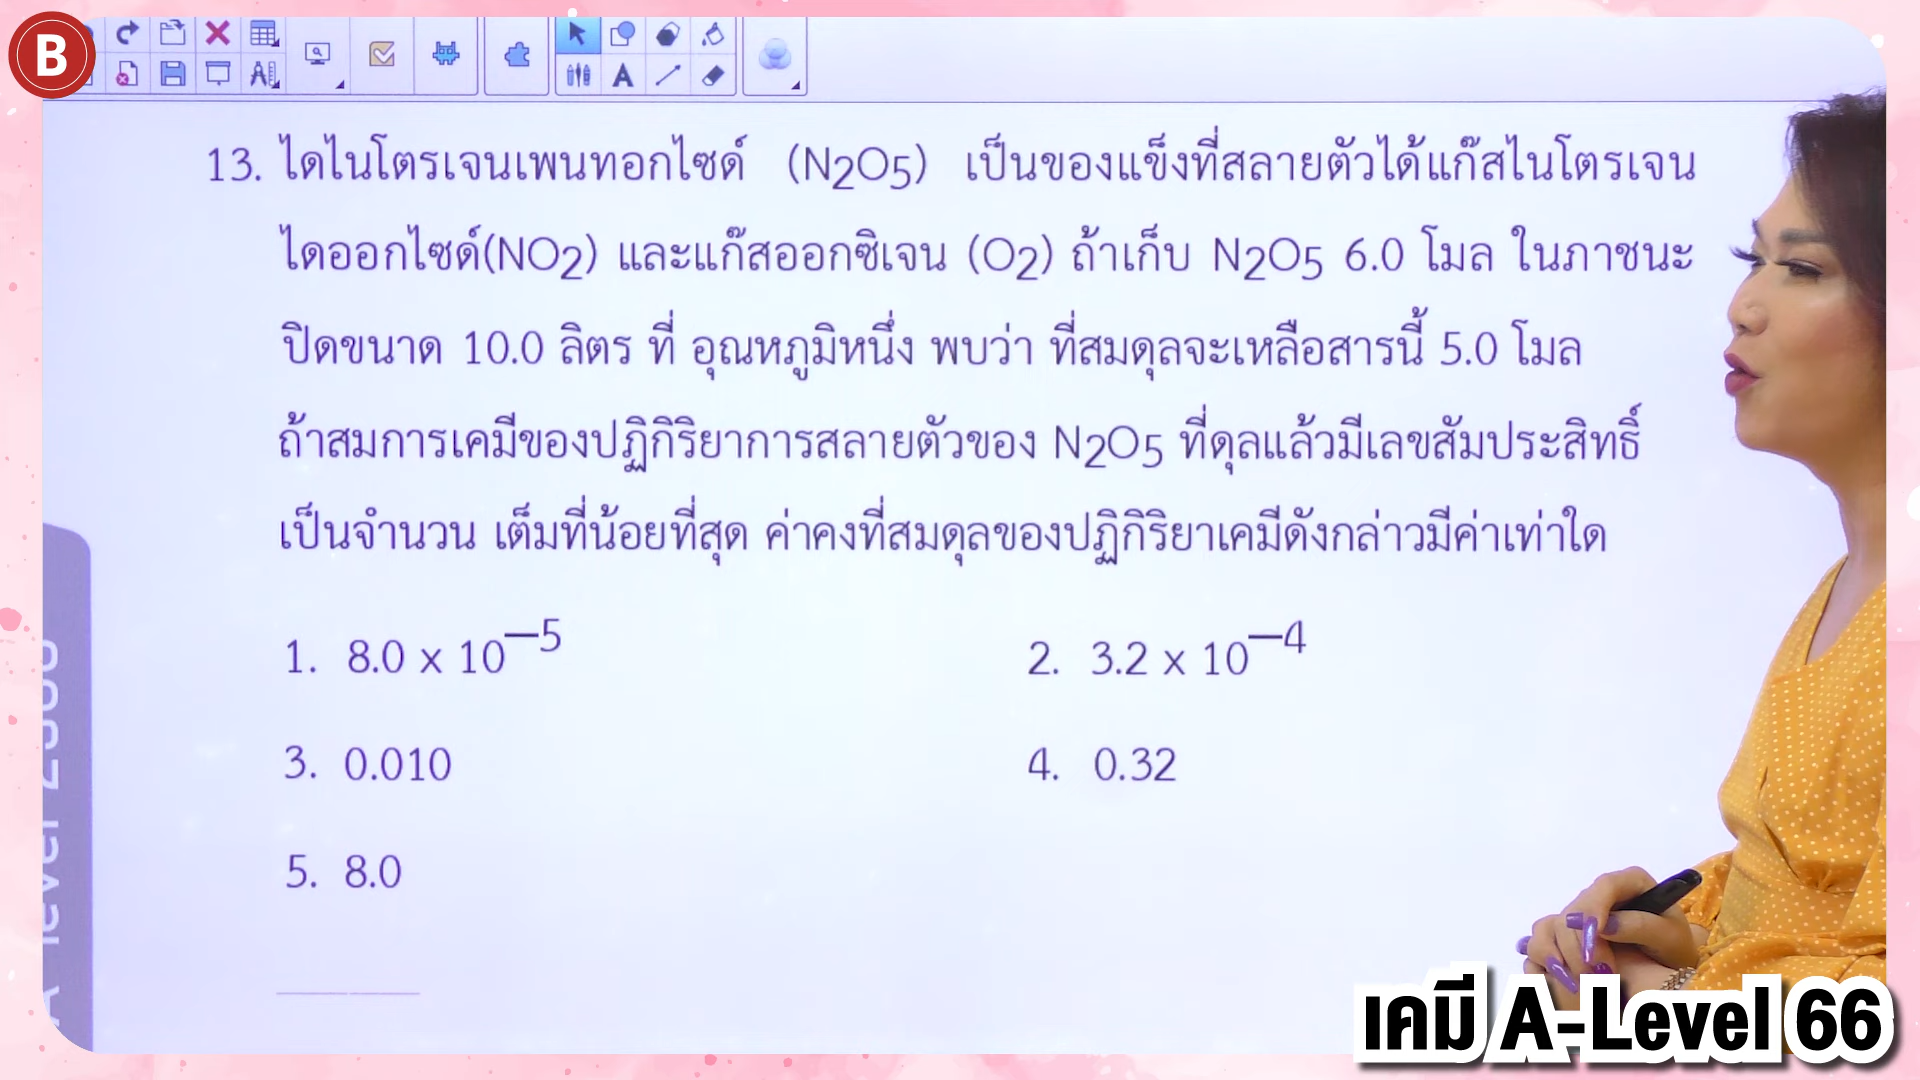 B
13. ไดไนโตรเจนเพนทอกไซด์ (N2O5) เป็นของแข็งที่สลายตัวได้แก๊สไนโตรเจน
ไดออกไซด์(NO2) และแก๊สออกซิเจน (O2) ถ้าเก็บ N2O5 6.0 โมล ในภาชนะ
ปิดขนาด 10.0 ลิตร ที่ อุณหภูมิหนึ่ง พบว่า ที่สมดุลจะเหลือสารนี้ 5.0 โมล
ถ้าสมการเคมีของปฏิกิริยาการสลายตัวของ N2O5 ที่ดุลแล้วมีเลขสัมประสิทธิ์
เป็นจำนวน เต็มที่น้อยที่สุด ค่าคงที่สมดุลของปฏิกิริยาเคมีดังกล่าวมีค่าเท่าใด
1. 8.0 x 10⁻⁵
2. 3.2 x 10⁻⁴
3. 0.010
4. 0.32
5. 8.0
เคมี A-Level 66